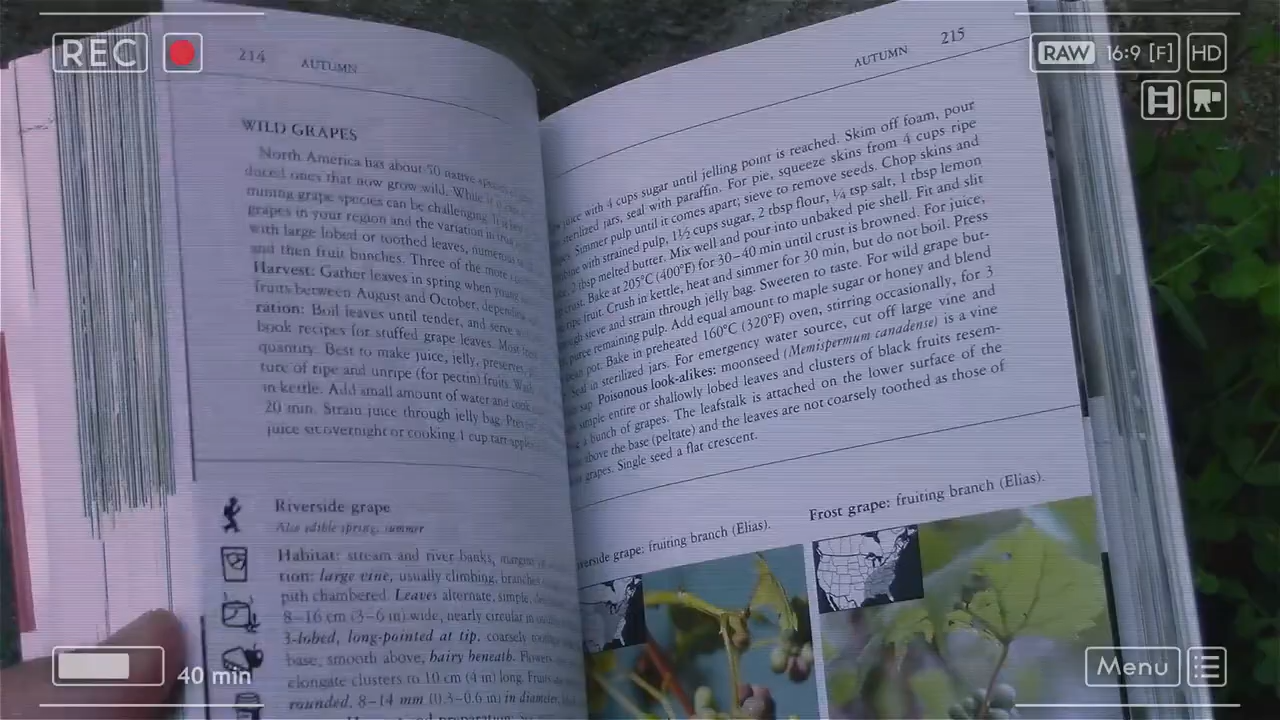 REC
RAW 16:9 [F] HD
214 AUTUMN
WILD GRAPES
North America has about 50 native
duced ones that now grow wild. While
mining grape species can be challenging.
grapes in your region and the variation in
with large lobed or toothed leaves, numerous
and then fruit bunches. Three of the more
Harvest: Gather leaves in spring when young
fruits between August and October,
ration: Boil leaves until tender, and serve
book recipes for stuffed grape leaves. Most
quantity. Best to make juice, jelly, preserves,
ture of ripe and unripe (for pectin) fruits.
in kettle. Add small amount of water and cook
20 min. Strain juice through jelly bag.
juice sit overnight or cooking 1 cup tart
Riverside grape
Also edible spring, summer
Habitat: stream and river banks,
tion: large vine, usually climbing, branches
pith chambered. Leaves alternate, simple,
8–16 cm (3–6 in) wide, nearly circular in
3-lobed, long-pointed at tip, coarsely
base, smooth above, hairy beneath. Flowers
elongate clusters to 10 cm (4 in) long. Fruits
rounded, 8–14 mm (0.3–0.6 in) in diameter,
AUTUMN 215
juice with 4 cups sugar until jelling point is reached. Skim off foam, pour
sterilized jars, seal with paraffin. For pie, squeeze skins from 4 cups ripe
Simmer pulp until it comes apart; sieve to remove seeds. Chop skins and
with strained pulp, 1½ cups sugar, 2 tbsp flour, ¼ tsp salt, 1 tbsp lemon
2 tbsp melted butter. Mix well and pour into unbaked pie shell. Fit and slit
crust. Bake at 205°C (400°F) for 30–40 min until crust is browned. For juice,
ripe fruit. Crush in kettle, heat and simmer for 30 min, but do not boil. Press
sieve and strain through jelly bag. Sweeten to taste. For wild grape but-
puree remaining pulp. Add equal amount to maple sugar or honey and blend
pot. Bake in preheated 160°C (320°F) oven, stirring occasionally, for 3
Seal in sterilized jars. For emergency water source, cut off large vine and
sap. Poisonous look-alikes: moonseed (Memispermum canadense) is a vine
simple entire or shallowly lobed leaves and clusters of black fruits resem-
a bunch of grapes. The leafstalk is attached on the lower surface of the
above the base (peltate) and the leaves are not coarsely toothed as those of
grapes. Single seed a flat crescent.
grape: fruiting branch (Elias).
Frost grape: fruiting branch (Elias).
40 min
Menu